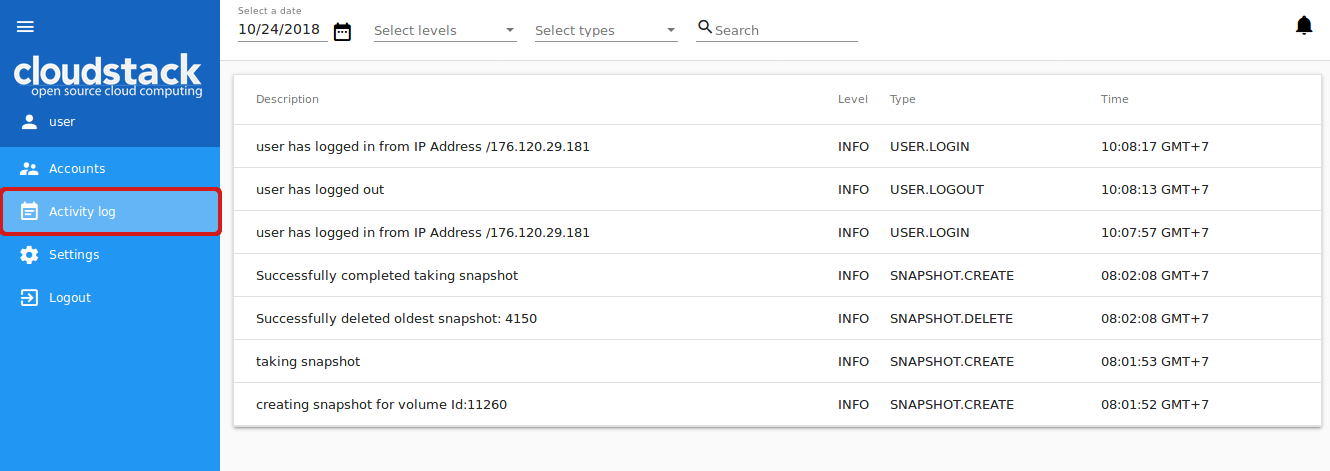 Select a date
10/24/2018
Select levels
Select types
Search
cloudstack
open source cloud computing
user
Accounts
Activity log
Settings
Logout
Description Level Type Time
user has logged in from IP Address /176.120.29.181 INFO USER.LOGIN 10:08:17 GMT+7
user has logged out INFO USER.LOGOUT 10:08:13 GMT+7
user has logged in from IP Address /176.120.29.181 INFO USER.LOGIN 10:07:57 GMT+7
Successfully completed taking snapshot INFO SNAPSHOT.CREATE 08:02:08 GMT+7
Successfully deleted oldest snapshot: 4150 INFO SNAPSHOT.DELETE 08:02:08 GMT+7
taking snapshot INFO SNAPSHOT.CREATE 08:01:53 GMT+7
creating snapshot for volume Id:11260 INFO SNAPSHOT.CREATE 08:01:52 GMT+7